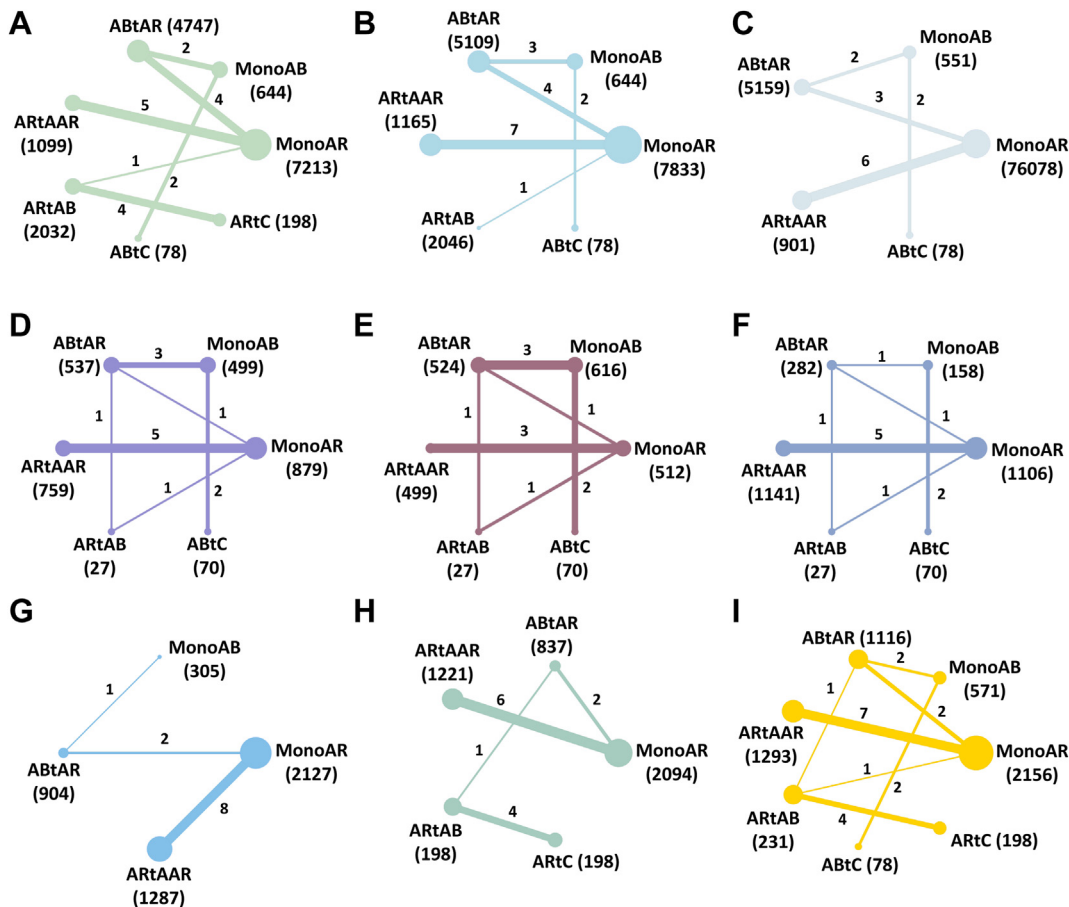 A
ABtAR (4747)
2
MonoAB
(644)
5
4
ARtAAR
(1099)
MonoAR
(7213)
1
2
ARtAB
(2032)
4
ARtC (198)
ABtC (78)
B
ABtAR
(5109)
3
MonoAB
(644)
4
2
ARtAAR
(1165)
7
MonoAR
(7833)
1
ARtAB
(2046)
ABtC (78)
C
MonoAB
(551)
2
ABtAR
(5159)
3
2
MonoAR
(76078)
6
ARtAAR
(901)
ABtC (78)
D
ABtAR
(537)
3
MonoAB
(499)
1
1
5
ARtAAR
(759)
MonoAR
(879)
1
2
ARtAB
(27)
ABtC
(70)
E
ABtAR
(524)
3
MonoAB
(616)
1
1
3
ARtAAR
(499)
MonoAR
(512)
1
2
ARtAB
(27)
ABtC
(70)
F
ABtAR
(282)
1
MonoAB
(158)
1
1
5
ARtAAR
(1141)
MonoAR
(1106)
1
2
ARtAB
(27)
ABtC
(70)
G
MonoAB
(305)
1
2
ABtAR
(904)
MonoAR
(2127)
8
ARtAAR
(1287)
H
ABtAR
(837)
ARtAAR
(1221)
6
2
MonoAR
(2094)
1
ARtAB
(198)
4
ARtC (198)
I
ABtAR (1116)
2
MonoAB
(571)
1
7
2
ARtAAR
(1293)
MonoAR
(2156)
1
2
ARtAB
(231)
4
ARtC (198)
ABtC (78)